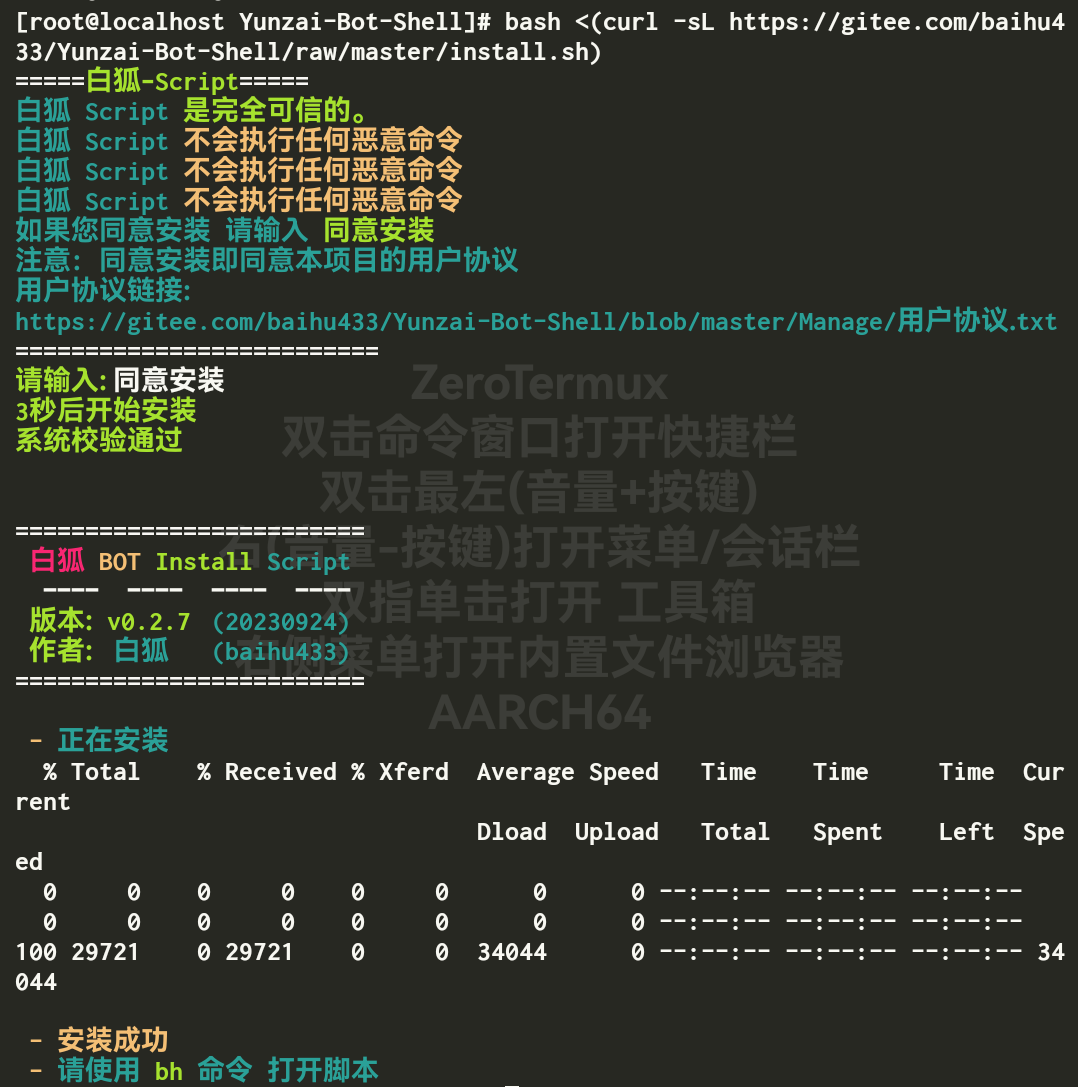 [root@localhost Yunzai-Bot-Shell]# bash <(curl -sL https://gitee.com/baihu4
33/Yunzai-Bot-Shell/raw/master/install.sh)
=====白狐-Script=====
白狐 Script 是完全可信的。
白狐 Script 不会执行任何恶意命令
白狐 Script 不会执行任何恶意命令
白狐 Script 不会执行任何恶意命令
如果您同意安装 请输入 同意安装
注意: 同意安装即同意本项目的用户协议
用户协议链接:
https://gitee.com/baihu433/Yunzai-Bot-Shell/blob/master/Manage/用户协议.txt
==========================
请输入:同意安装
3秒后开始安装
系统校验通过
ZeroTermux
双击命令窗口打开快捷栏
双击最左(音量+按键)
右(音量-按键)打开菜单/会话栏
双指单击打开 工具箱
右侧菜单打开内置文件浏览器
AARCH64
=========================
白狐 BOT Install Script
---- ---- ---- ----
版本: v0.2.7 (20230924)
作者: 白狐 (baihu433)
=========================
- 正在安装
% Total % Received % Xferd Average Speed Time Time Time Cur
rent
Dload Upload Total Spent Left Spe
ed
0 0 0 0 0 0 0 0 --:--:-- --:--:-- --:--:--
0 0 0 0 0 0 0 0 --:--:-- --:--:-- --:--:--
100 29721 0 29721 0 0 34044 0 --:--:-- --:--:-- --:--:-- 34
044
- 安装成功
- 请使用 bh 命令 打开脚本